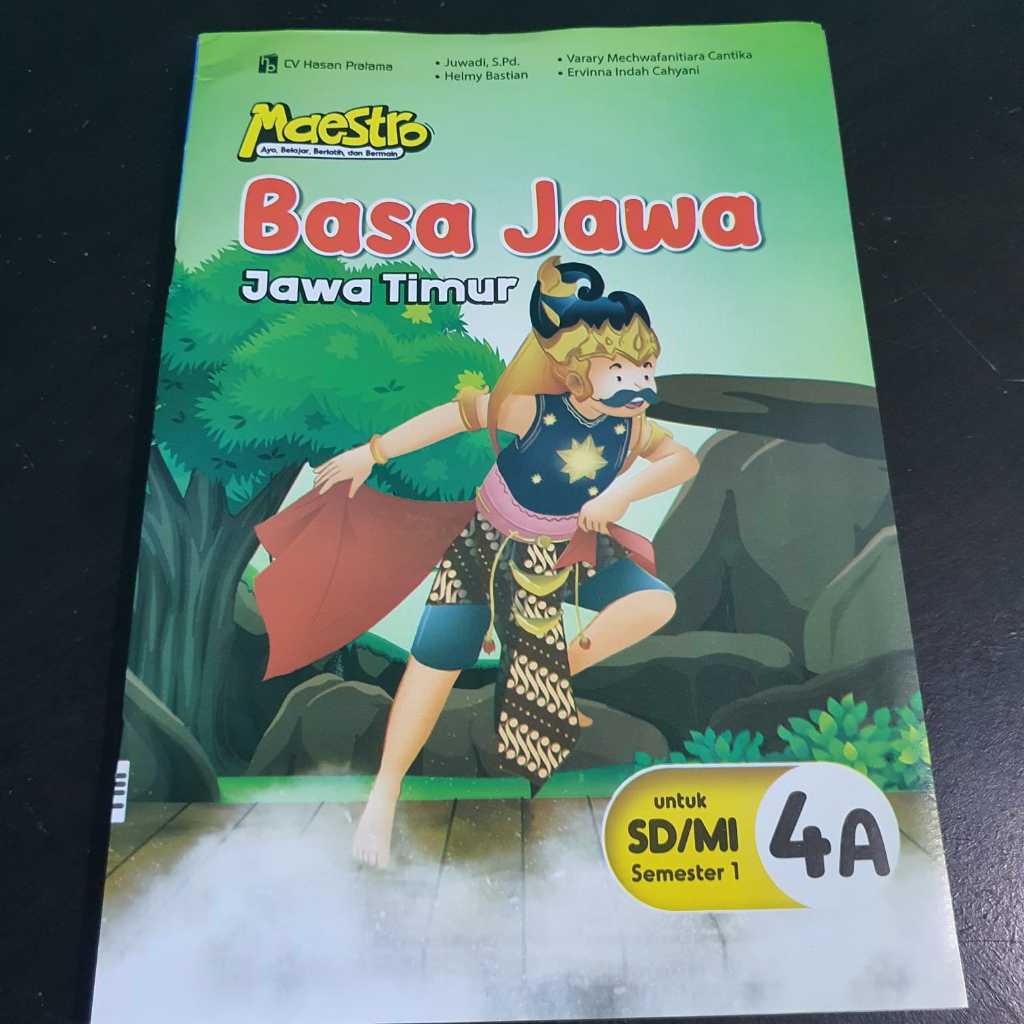 CV Hasan Pratama
• Juwadi, S.Pd.
• Helmy Bastian
• Varary Mechwafanitiara Cantika
• Ervinna Indah Cahyani
Maestro
Ayo, Belajar, Berlatih, dan Bermain
Basa Jawa
Jawa Timur
untuk
SD/MI
Semester 1
4A